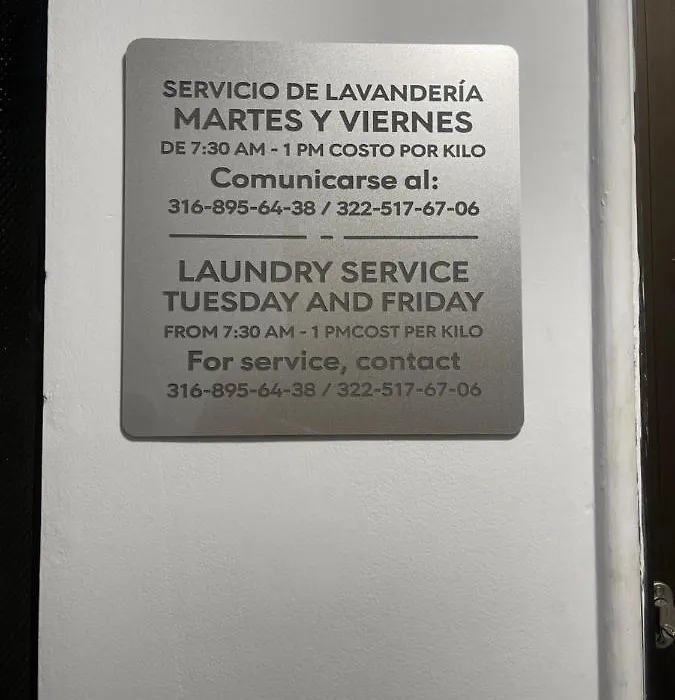 SERVICIO DE LAVANDERÍA
MARTES Y VIERNES
DE 7:30 AM - 1 PM COSTO POR KILO
Comunicarse al:
316-895-64-38 / 322-517-67-06
LAUNDRY SERVICE
TUESDAY AND FRIDAY
FROM 7:30 AM - 1 PMCOST PER KILO
For service, contact
316-895-64-38 / 322-517-67-06